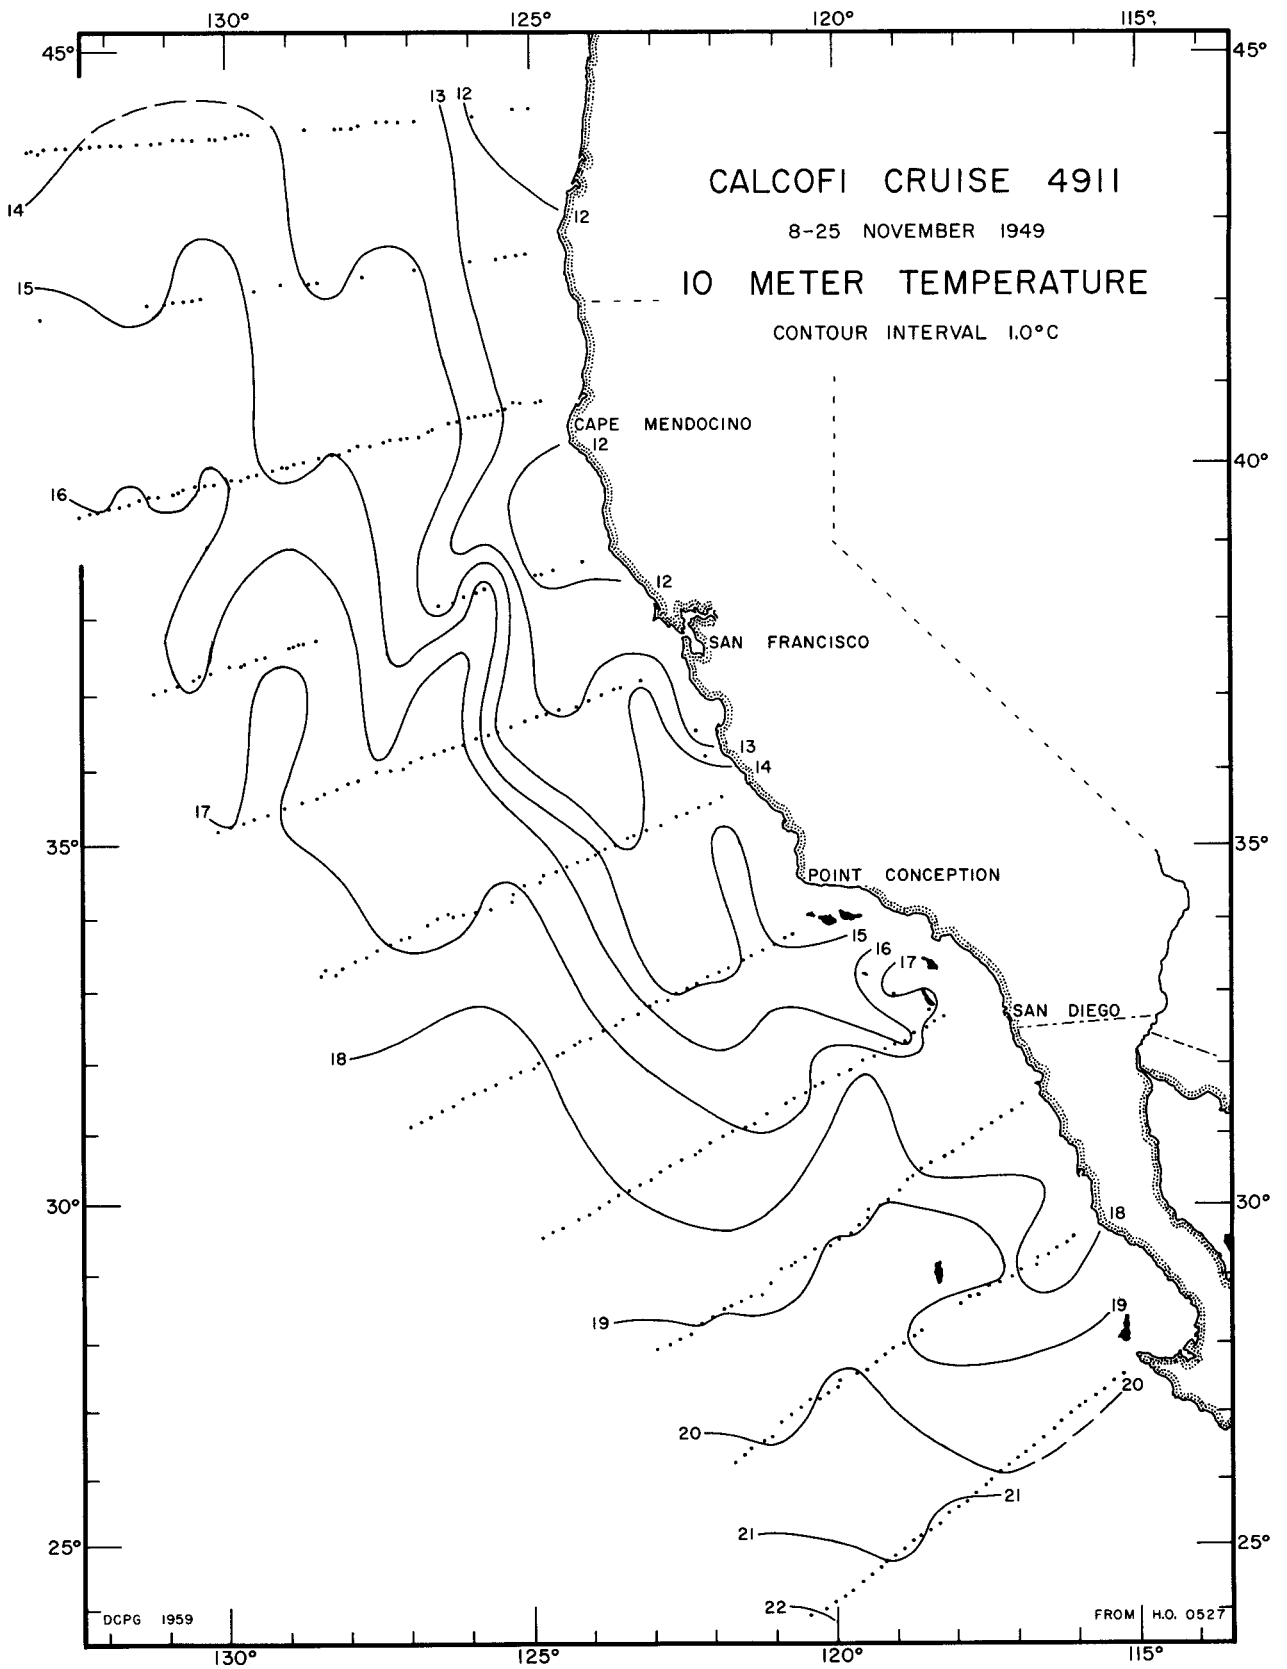 130° 125° 120° 115°
45° 45°
13 12
CALCOFI CRUISE 4911
14 12
8-25 NOVEMBER 1949
10 METER TEMPERATURE
15
CONTOUR INTERVAL 1.0°C
CAPE MENDOCINO
12
40°
16
12
SAN FRANCISCO
13
14
17
35° 35°
POINT CONCEPTION
15
16
17
SAN DIEGO
18
30° 30°
18
19 19
20
20
21
21
25° 25°
22
DCPG 1959 FROM H.O. 0527
130° 125° 120° 115°